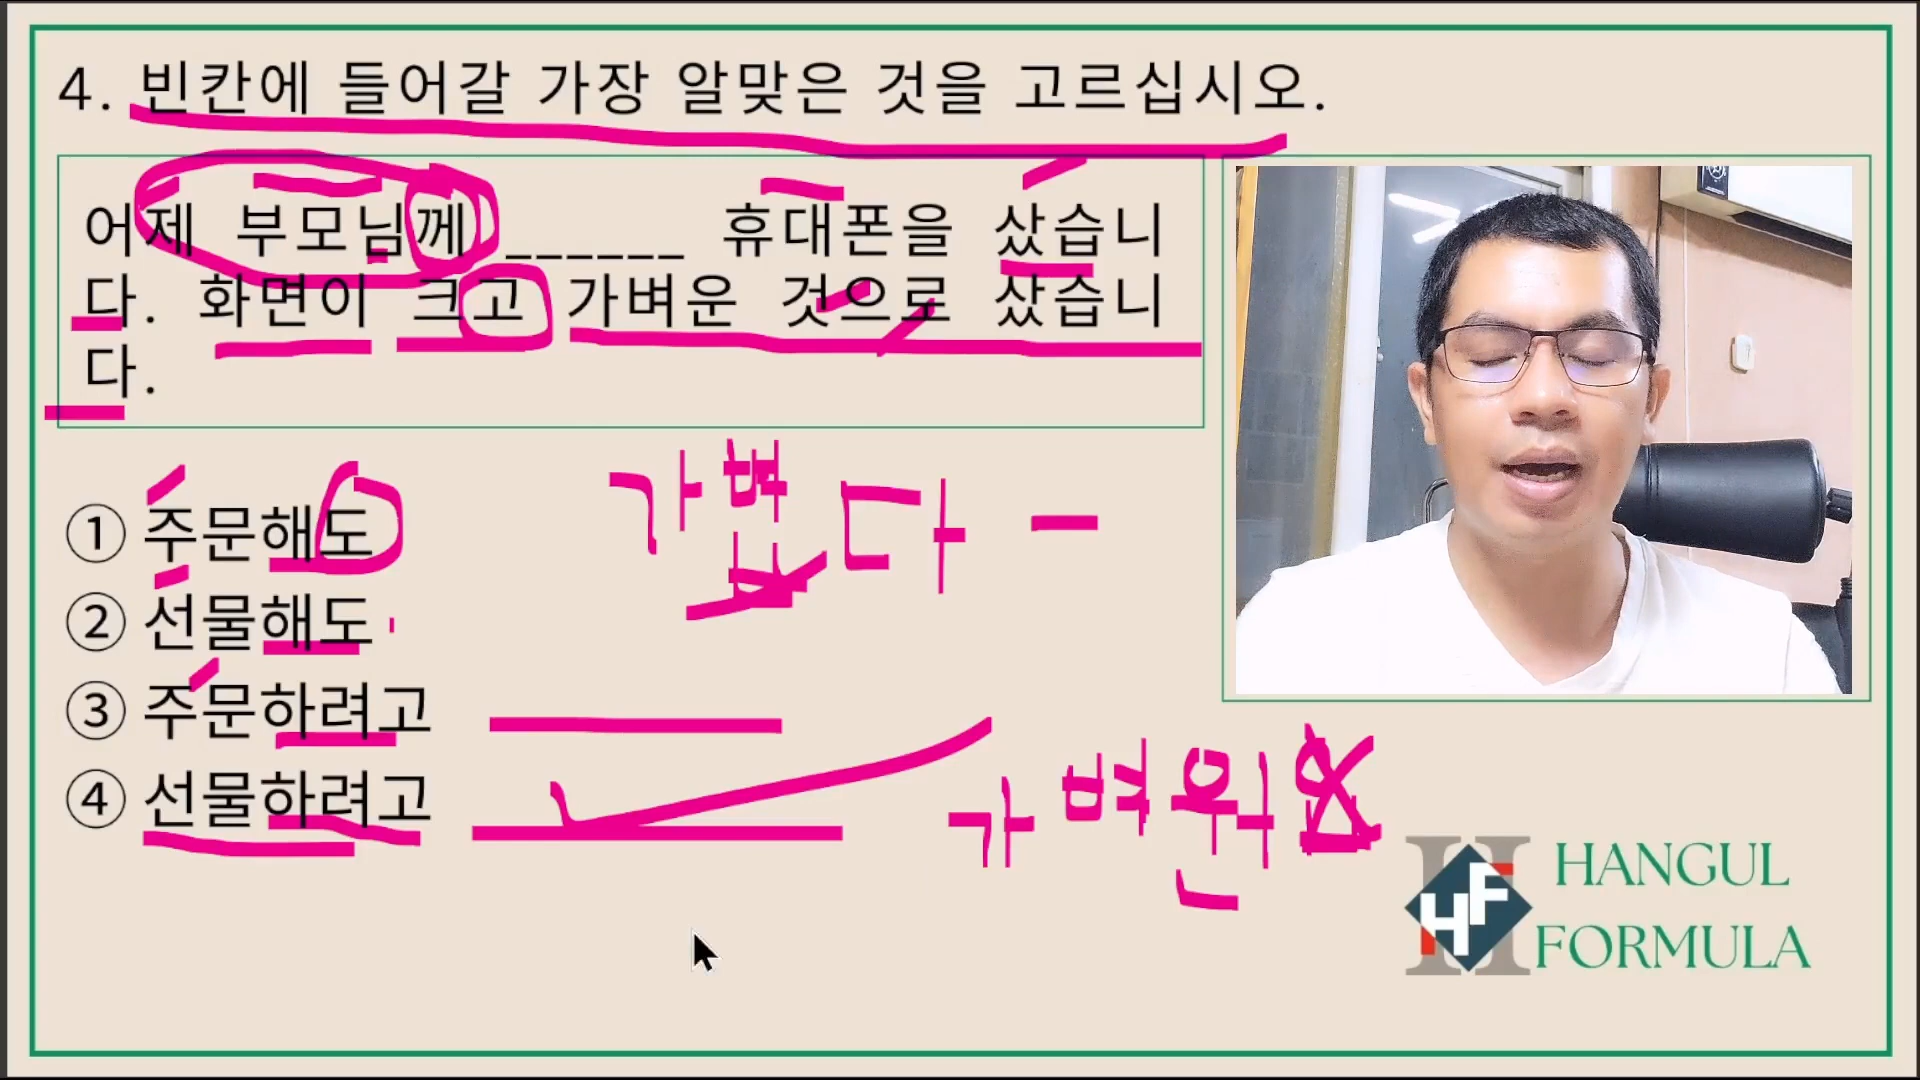 4. 빈칸에 들어갈 가장 알맞은 것을 고르십시오.
어제 부모님께 ______ 휴대폰을 샀습니
다. 화면이 크고 가벼운 것으로 샀습니
다.
① 주문해도
② 선물해도
③ 주문하려고
④ 선물하려고
가볍다 -
가벼운
HF
HANGUL
FORMULA